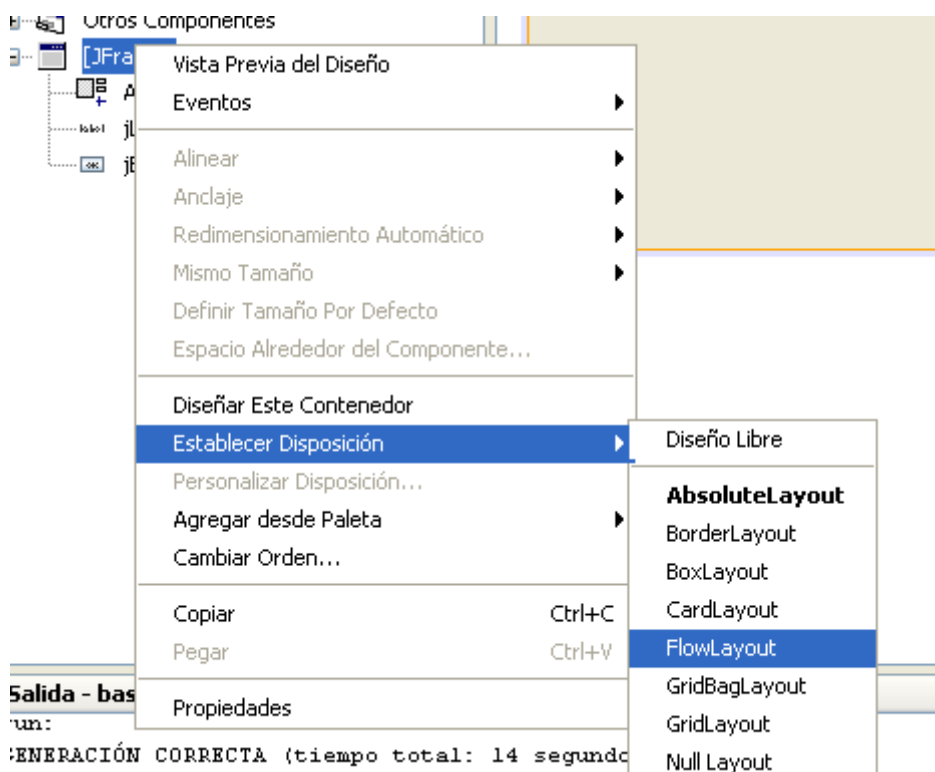 Otros Componentes
[JFra
A
jL
Vista Previa del Diseño
Eventos
Alinear
Anclaje
Redimensionamiento Automático
Mismo Tamaño
Definir Tamaño Por Defecto
Espacio Alrededor del Componente...
Diseñar Este Contenedor
Establecer Disposición
Personalizar Disposición...
Agregar desde Paleta
Cambiar Orden...
Copiar Ctrl+C
Pegar Ctrl+V
Propiedades
Diseño Libre
AbsoluteLayout
BorderLayout
BoxLayout
CardLayout
FlowLayout
GridBagLayout
GridLayout
Null Layout
Salida - bas
run:
GENERACIÓN CORRECTA (tiempo total: 14 segundo